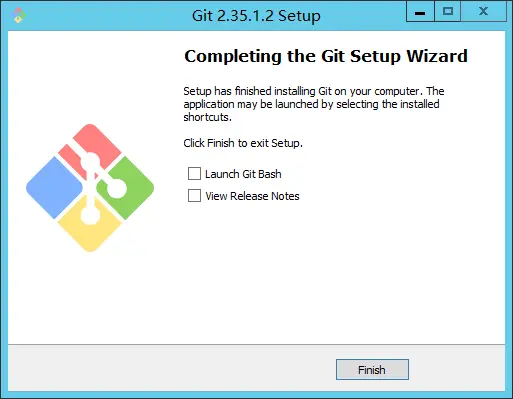 Git 2.35.1.2 Setup
Completing the Git Setup Wizard
Setup has finished installing Git on your computer. The
application may be launched by selecting the installed
shortcuts.
Click Finish to exit Setup.
Launch Git Bash
View Release Notes
Finish